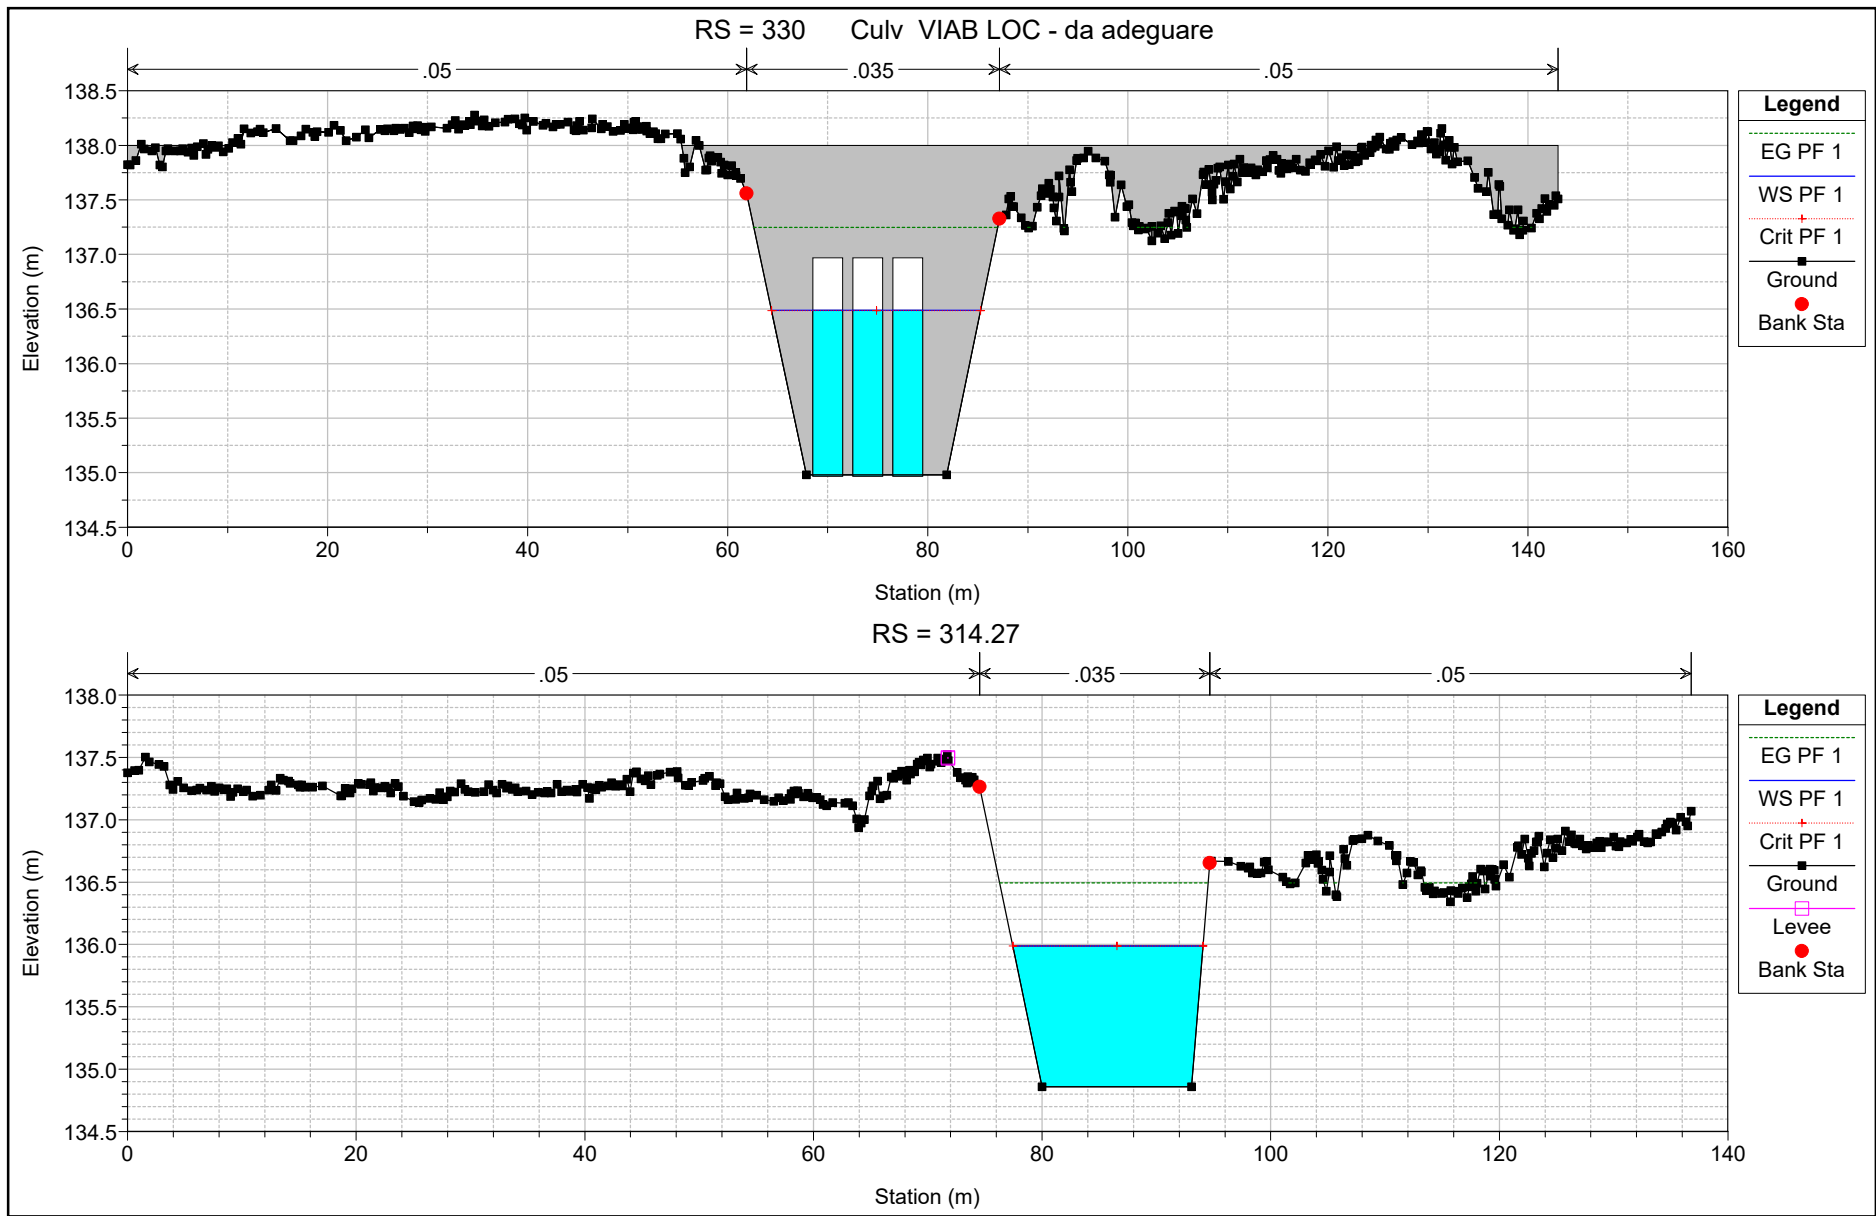 RS = 330 Culv VIAB LOC - da adeguare
.05 .035 .05
138.5
138.0
137.5
137.0
136.5
136.0
135.5
135.0
134.5
Elevation (m)
0 20 40 60 80 100 120 140 160
Station (m)
Legend
EG PF 1
WS PF 1
Crit PF 1
Ground
Bank Sta
RS = 314.27
.05 .035 .05
138.0
137.5
137.0
136.5
136.0
135.5
135.0
134.5
Elevation (m)
0 20 40 60 80 100 120 140
Station (m)
Legend
EG PF 1
WS PF 1
Crit PF 1
Ground
Levee
Bank Sta